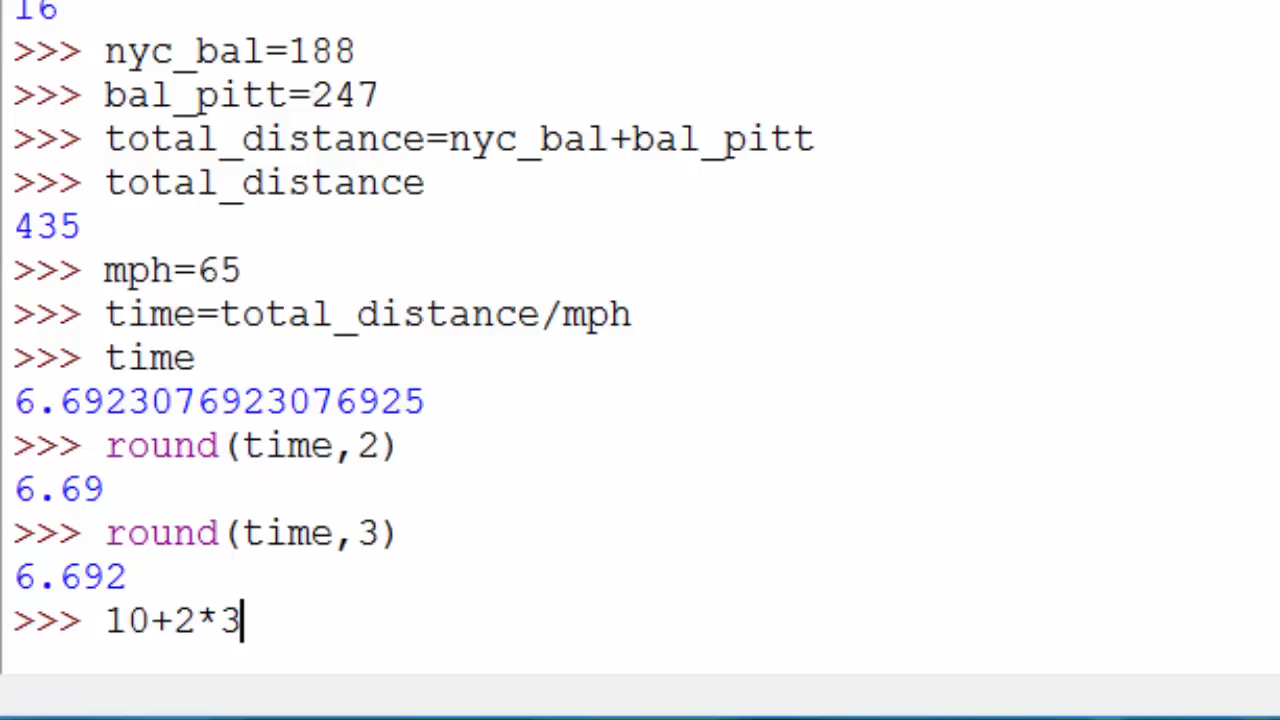 16
>>> nyc_bal=188
>>> bal_pitt=247
>>> total_distance=nyc_bal+bal_pitt
>>> total_distance
435
>>> mph=65
>>> time=total_distance/mph
>>> time
6.6923076923076925
>>> round(time,2)
6.69
>>> round(time,3)
6.692
>>> 10+2*3